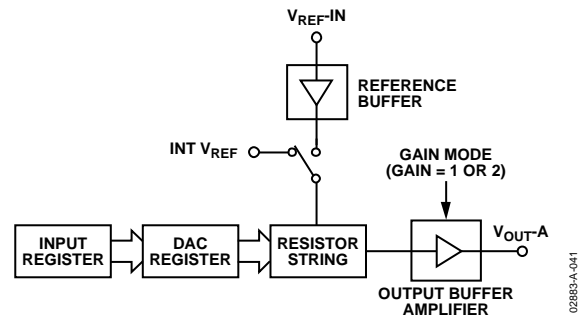 VREF-IN
REFERENCE
BUFFER
INT VREF
GAIN MODE
(GAIN = 1 OR 2)
INPUT
REGISTER
DAC
REGISTER
RESISTOR
STRING
VOUT-A
OUTPUT BUFFER
AMPLIFIER
02883-A-041